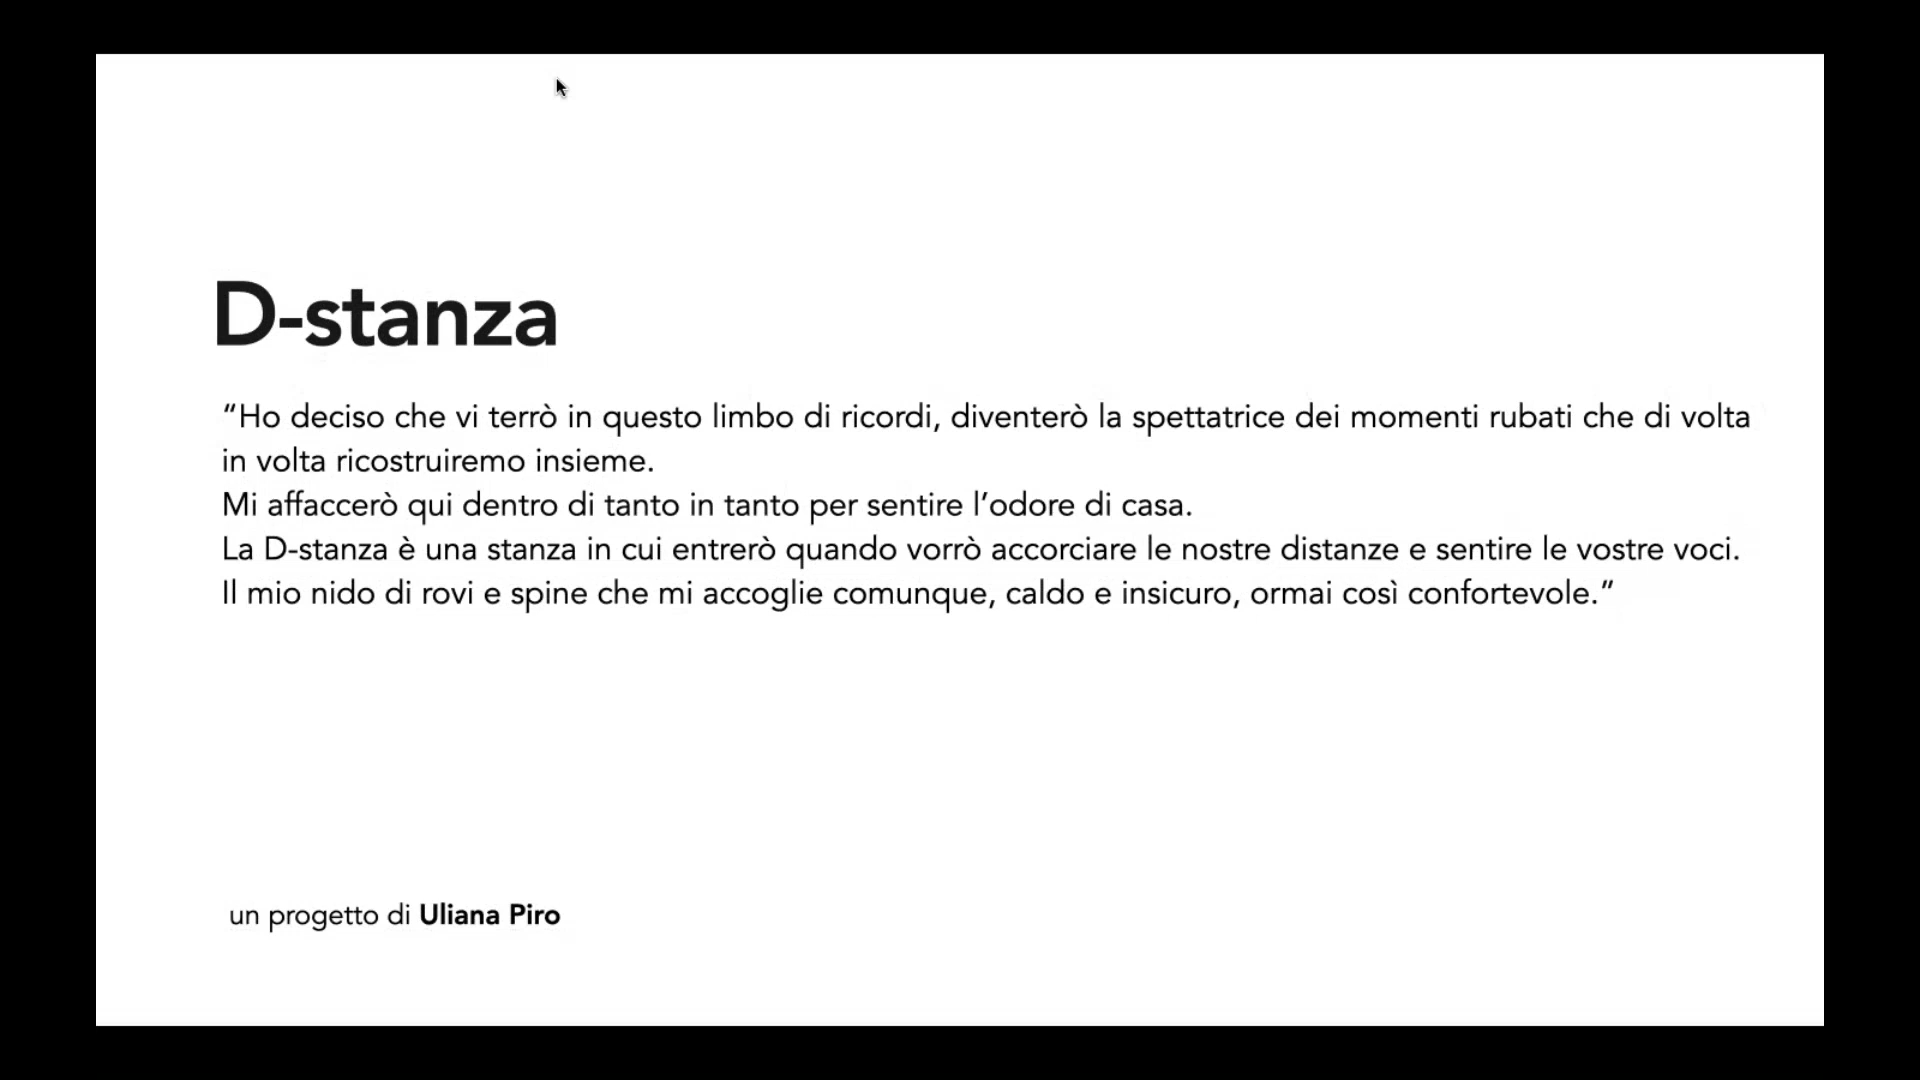 D-stanza
“Ho deciso che vi terrò in questo limbo di ricordi, diventerò la spettatrice dei momenti rubati che di volta
in volta ricostruiremo insieme.
Mi affaccerò qui dentro di tanto in tanto per sentire l’odore di casa.
La D-stanza è una stanza in cui entrerò quando vorrò accorciare le nostre distanze e sentire le vostre voci.
Il mio nido di rovi e spine che mi accoglie comunque, caldo e insicuro, ormai così confortevole.”
un progetto di Uliana Piro